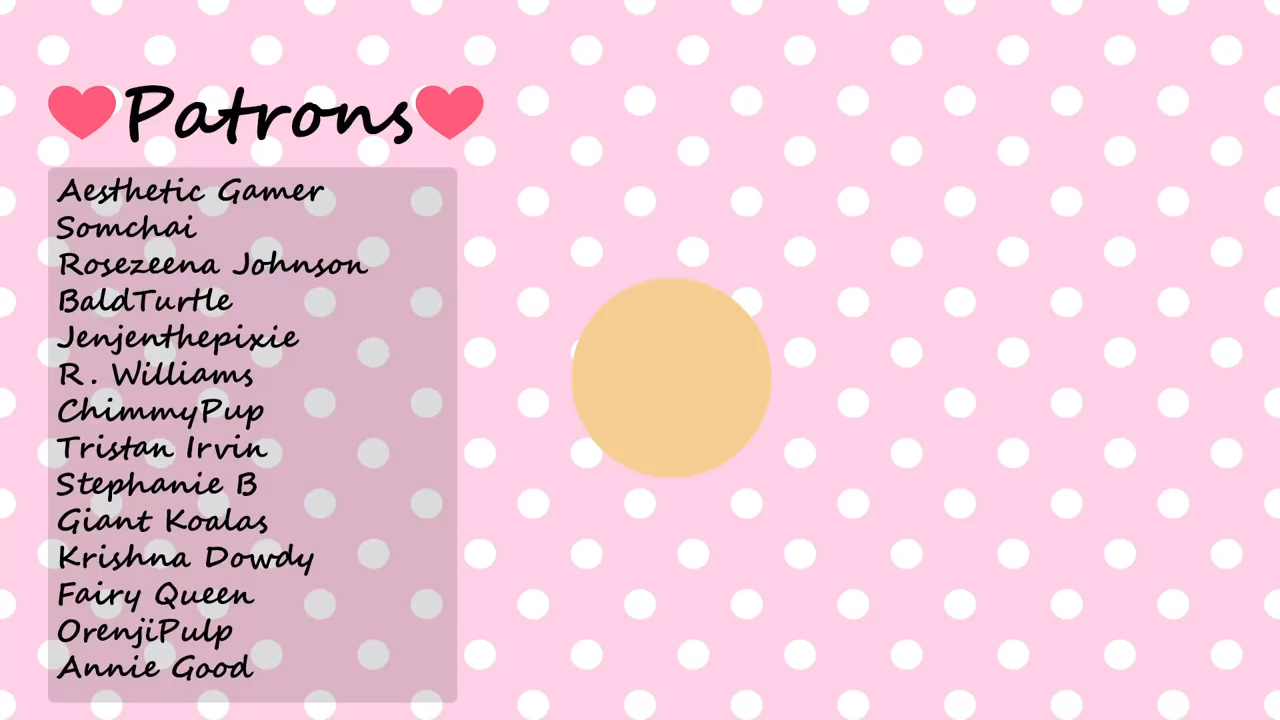 Patrons
Aesthetic Gamer
Somchai
Rosezeena Johnson
BaldTurtle
Jenjenthepixie
R. Williams
ChimmyPup
Tristan Irvin
Stephanie B
Giant Koalas
Krishna Dowdy
Fairy Queen
OrenjiPulp
Annie Good